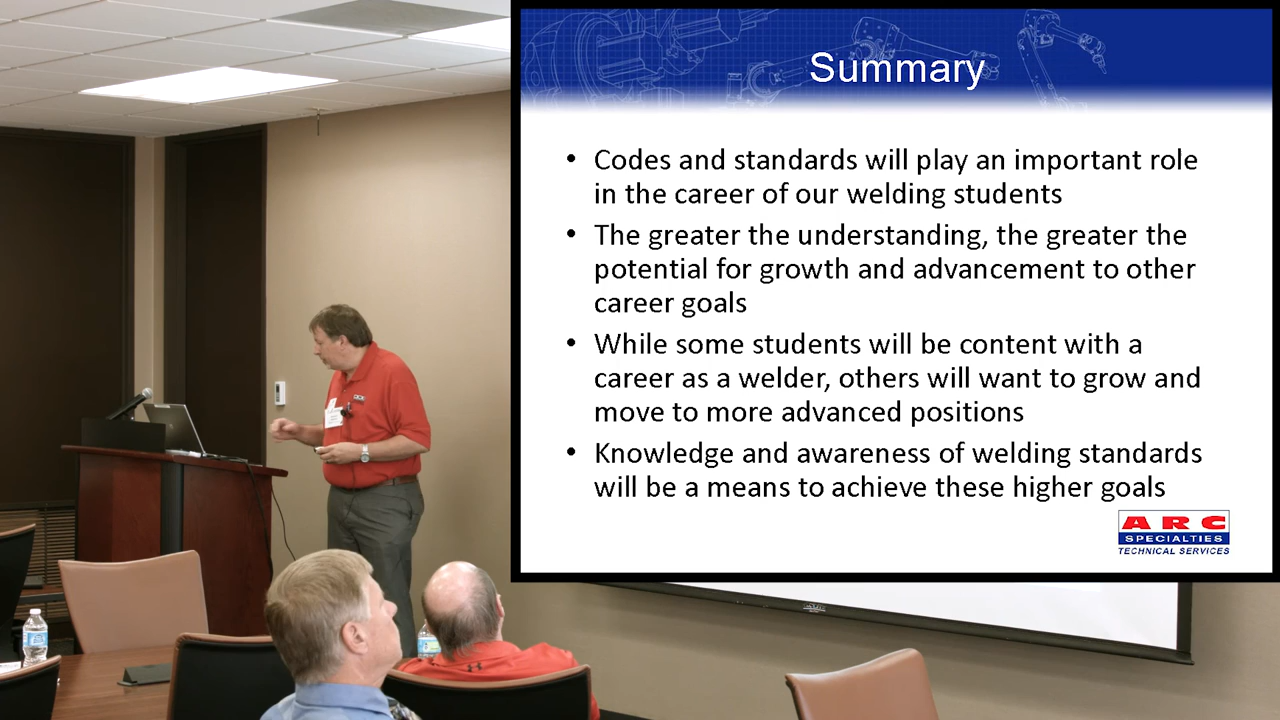 Summary
• Codes and standards will play an important role
in the career of our welding students
• The greater the understanding, the greater the
potential for growth and advancement to other
career goals
• While some students will be content with a
career as a welder, others will want to grow and
move to more advanced positions
• Knowledge and awareness of welding standards
will be a means to achieve these higher goals
ARC
SPECIALTIES
TECHNICAL SERVICES